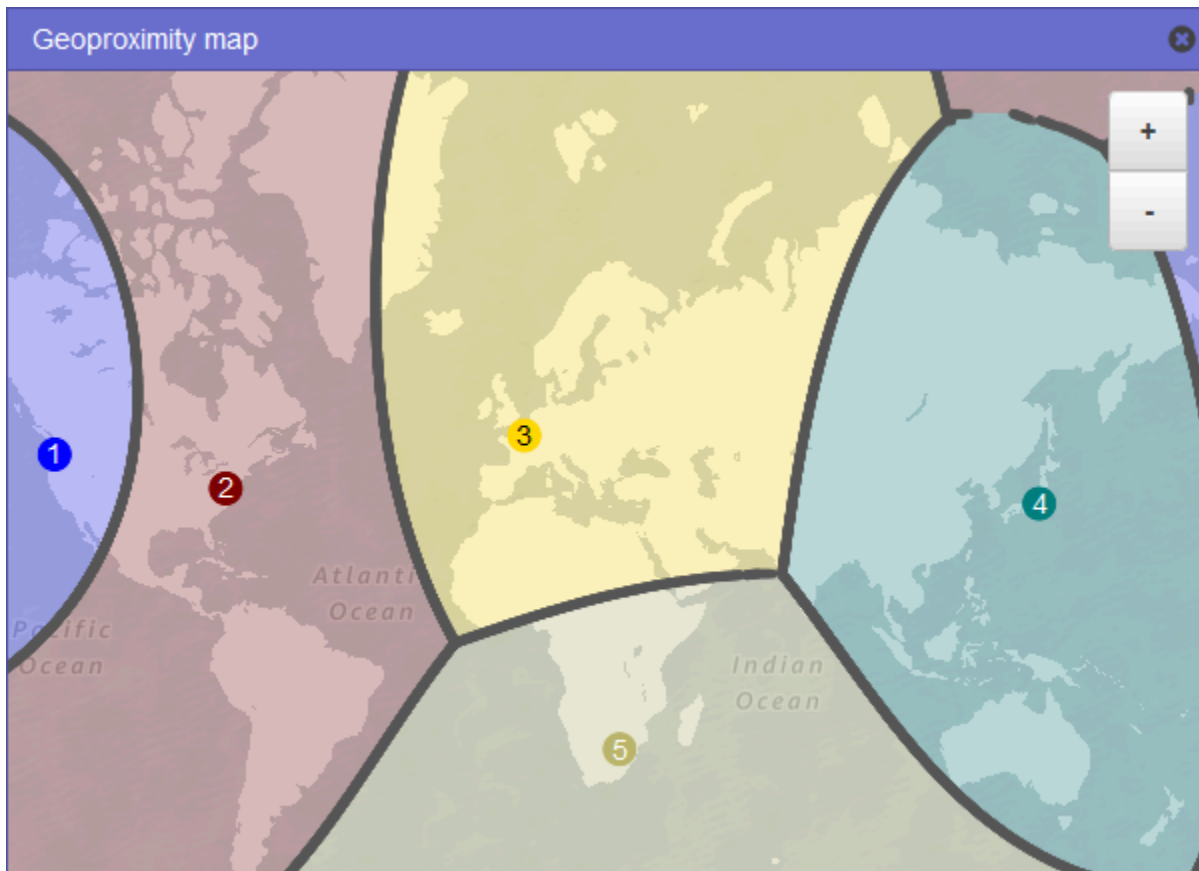 Geoproximity map
+
-
1
2
3
4
5
Atlanti
Ocean
Pacific
Ocean
Indian
Ocean